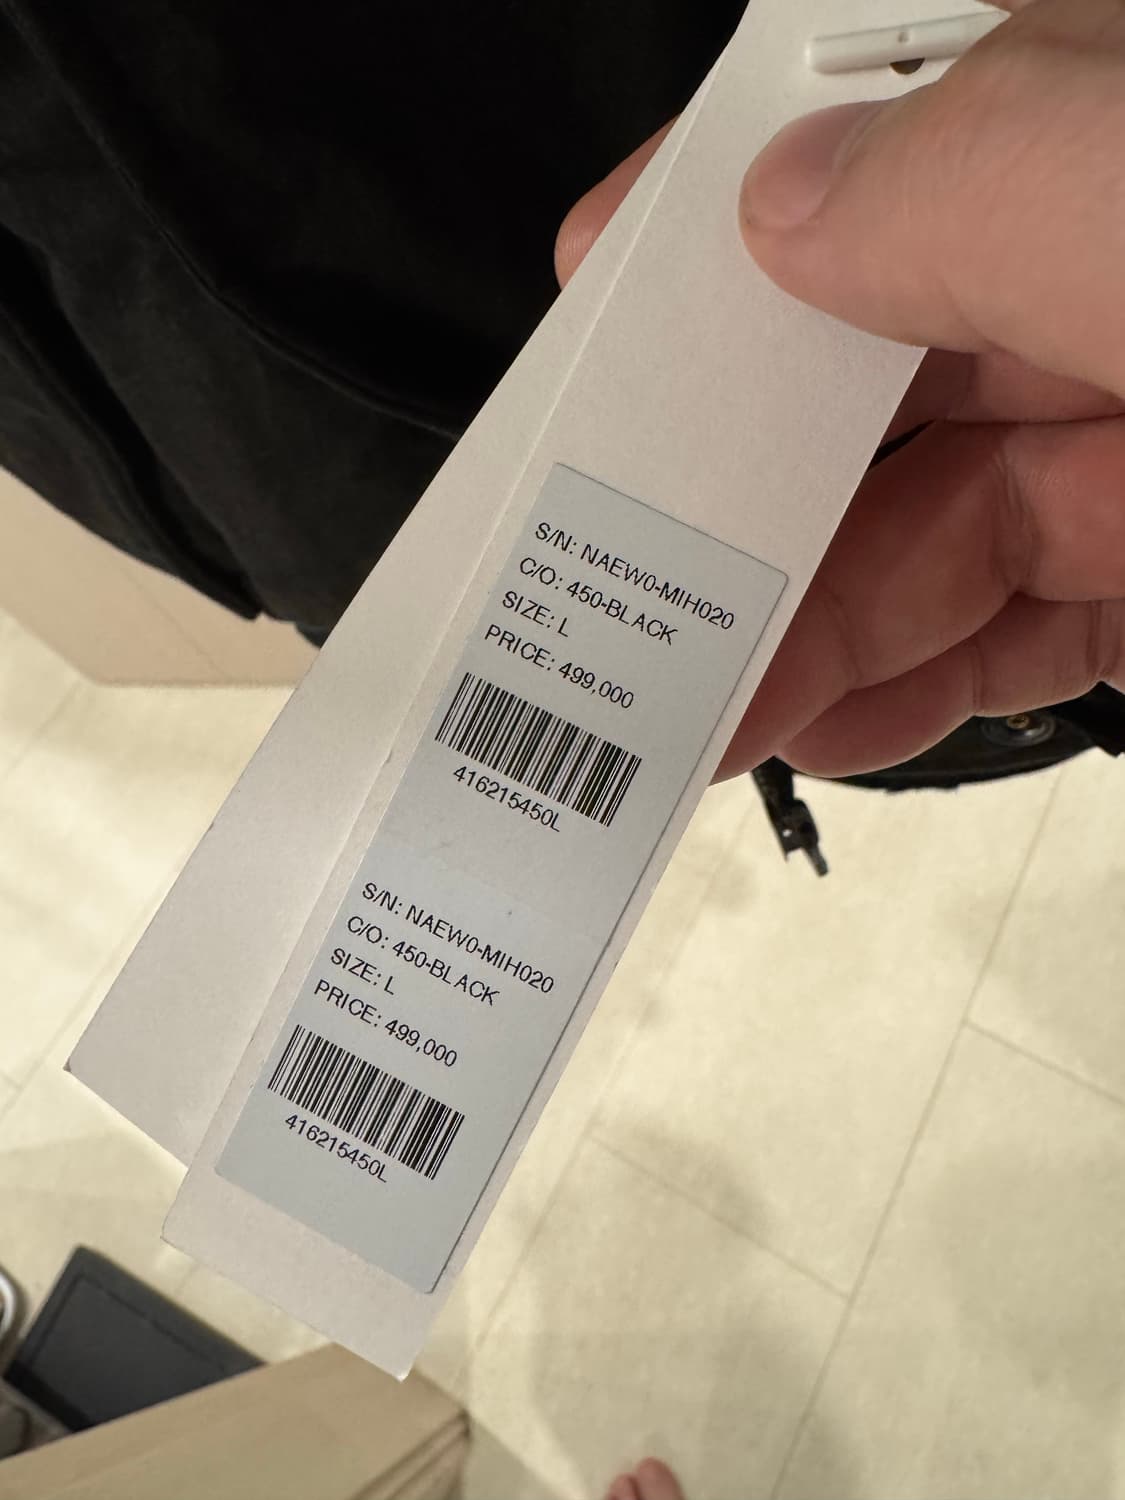 S/N: NAEW0-MIH020
C/O: 450-BLACK
SIZE: L
PRICE: 499,000
416215450L
S/N: NAEW0-MIH020
C/O: 450-BLACK
SIZE: L
PRICE: 499,000
416215450L